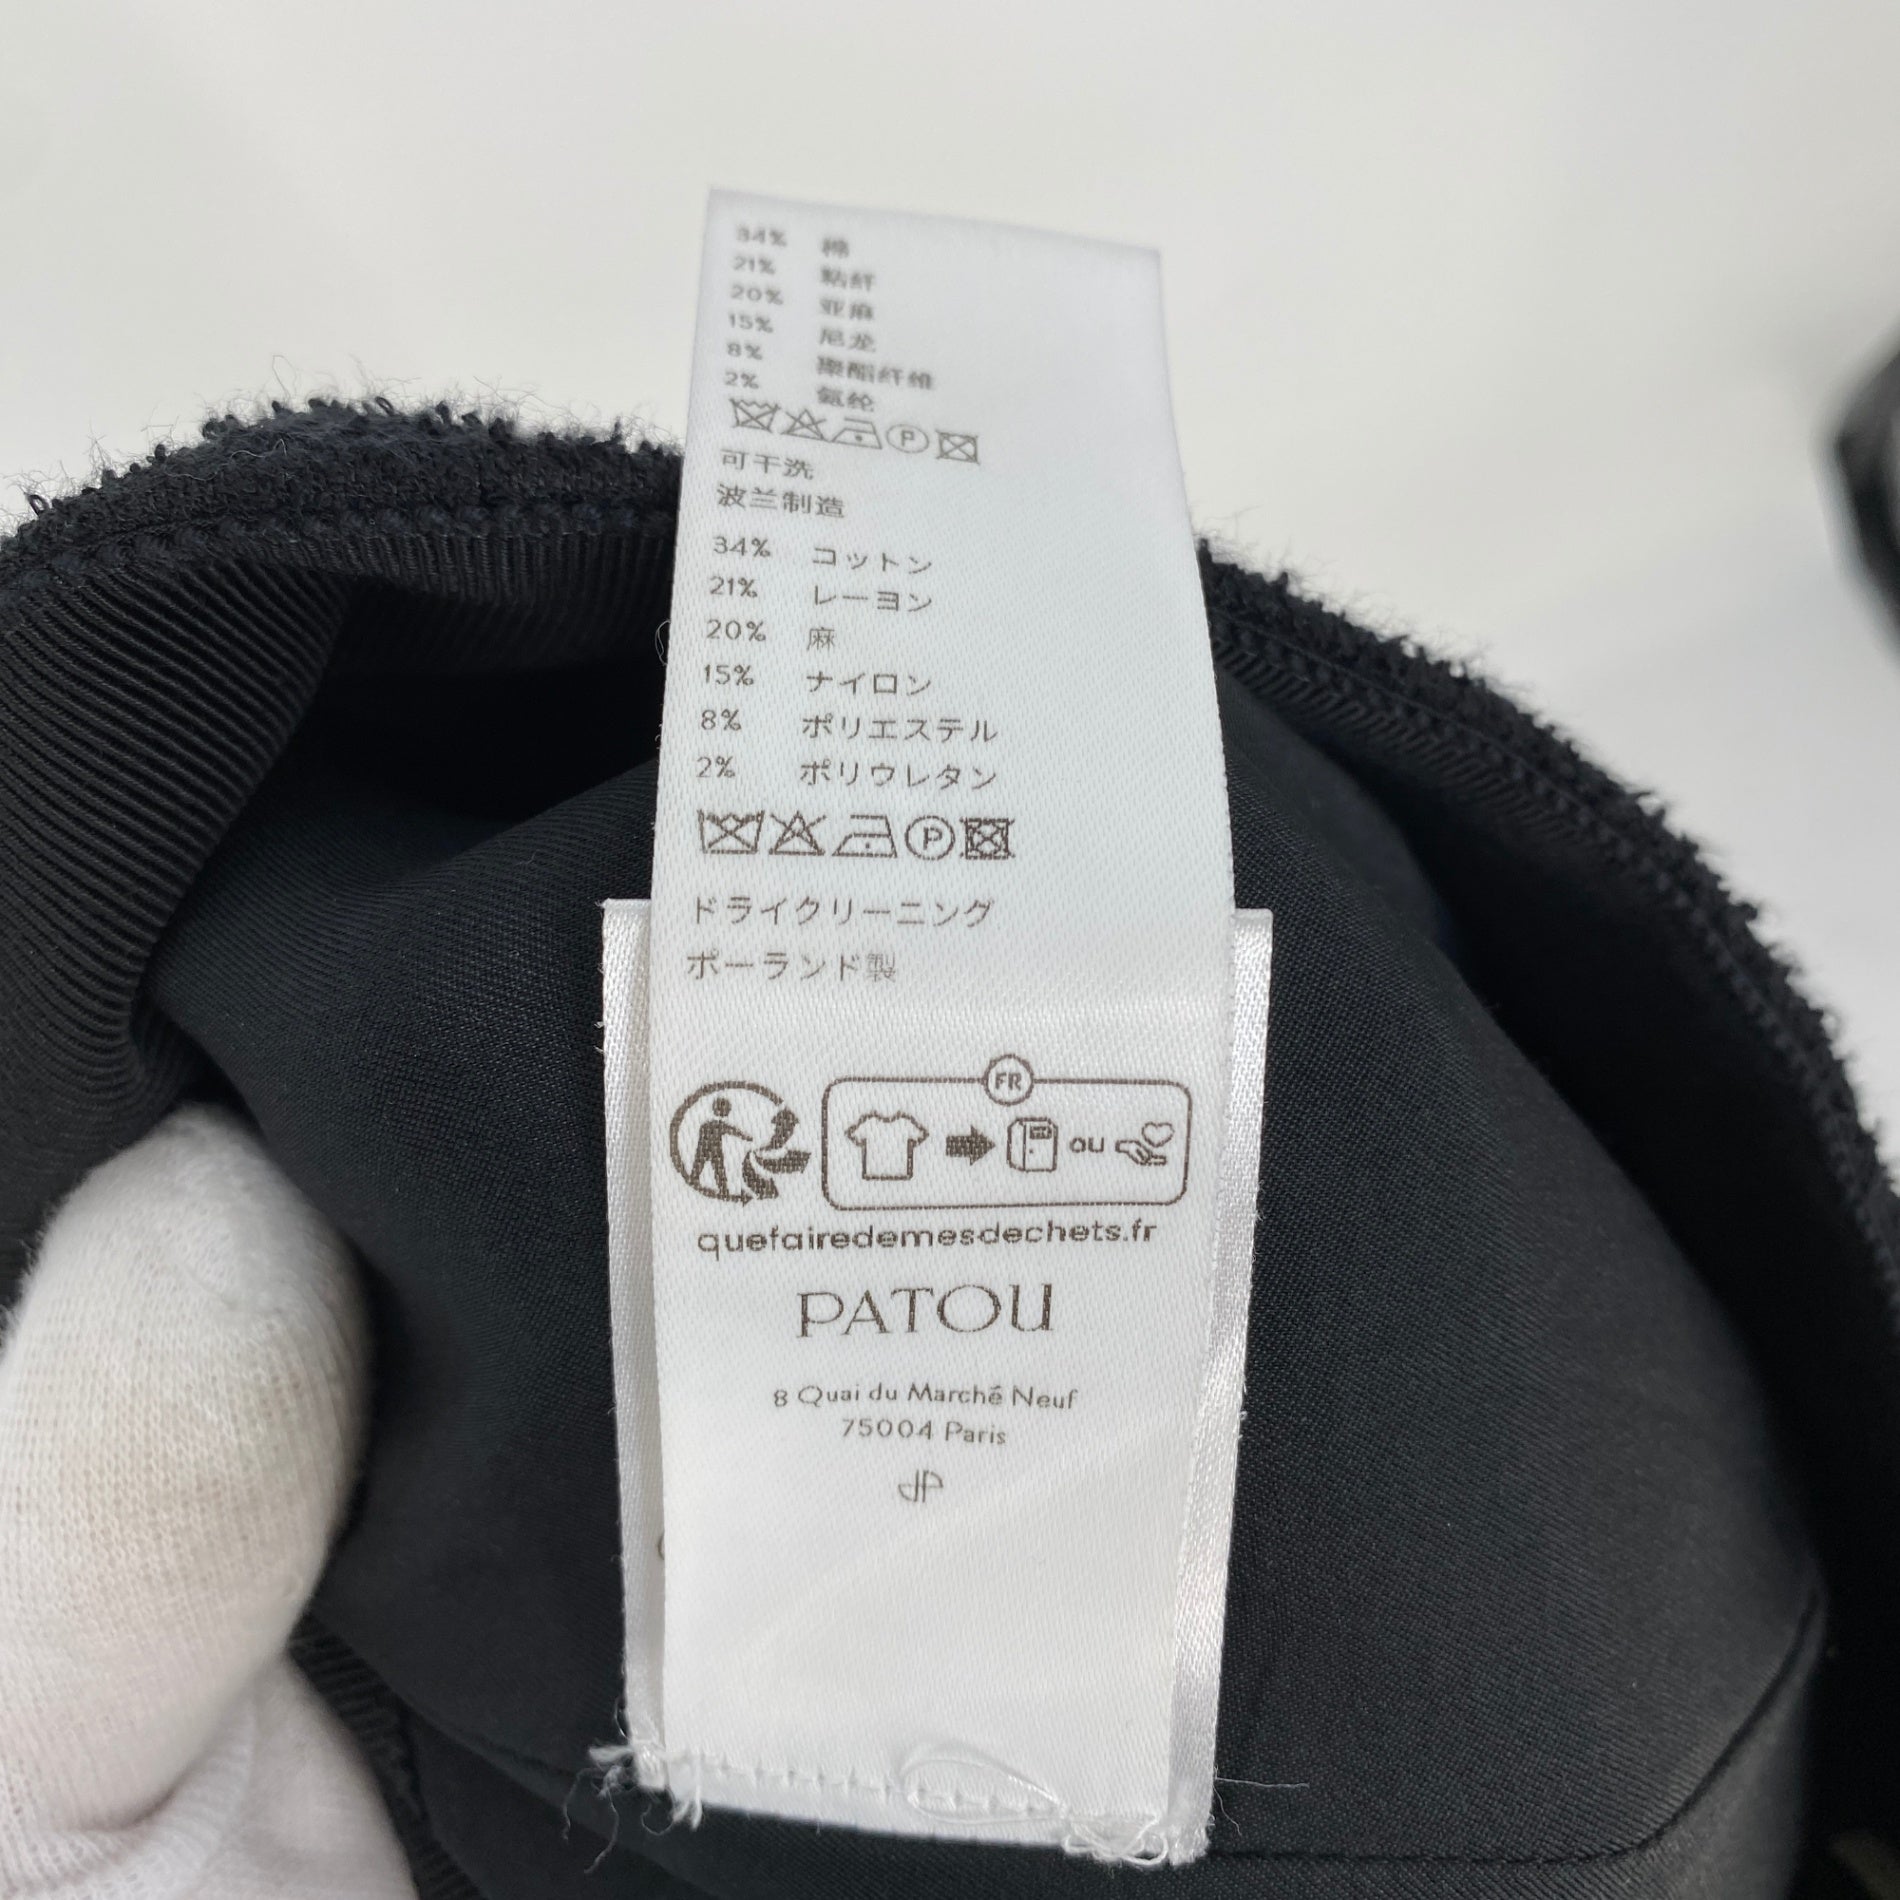 34% 棉
21% 粘纤
20% 亚麻
15% 尼龙
8% 聚酯纤维
2% 氨纶
P
可干洗
波兰制造
34% コットン
21% レーヨン
20% 麻
15% ナイロン
8% ポリエステル
2% ポリウレタン
P
ドライクリーニング
ポーランド製
FR
ou
quefairedemesdechets.fr
PATOU
8 Quai du Marché Neuf
75004 Paris
JP